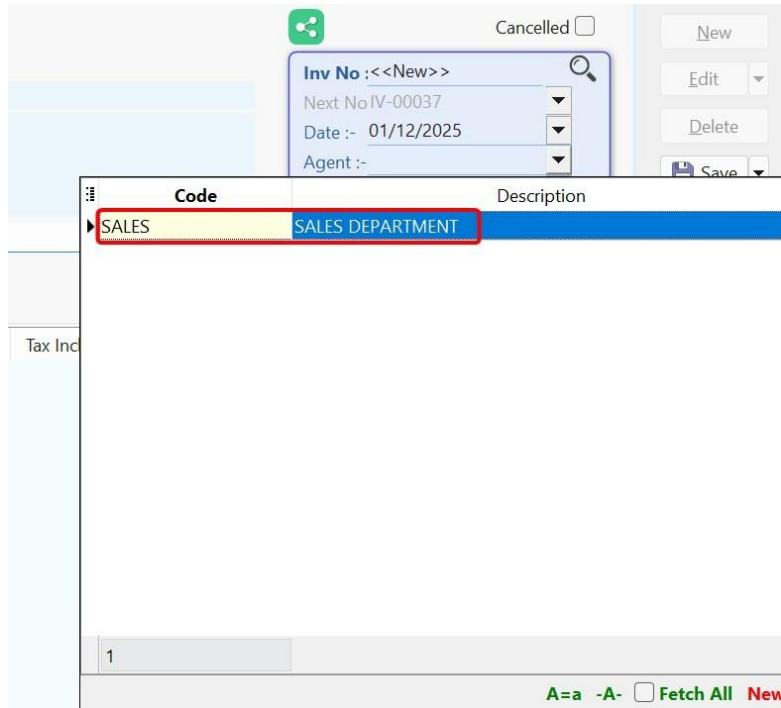 Cancelled
New
Inv No :<<New>>
Edit
Next No IV-00037
Date :- 01/12/2025
Delete
Agent :-
Save
Code Description
SALES SALES DEPARTMENT
Tax Incl
1
A=a -A- Fetch All New